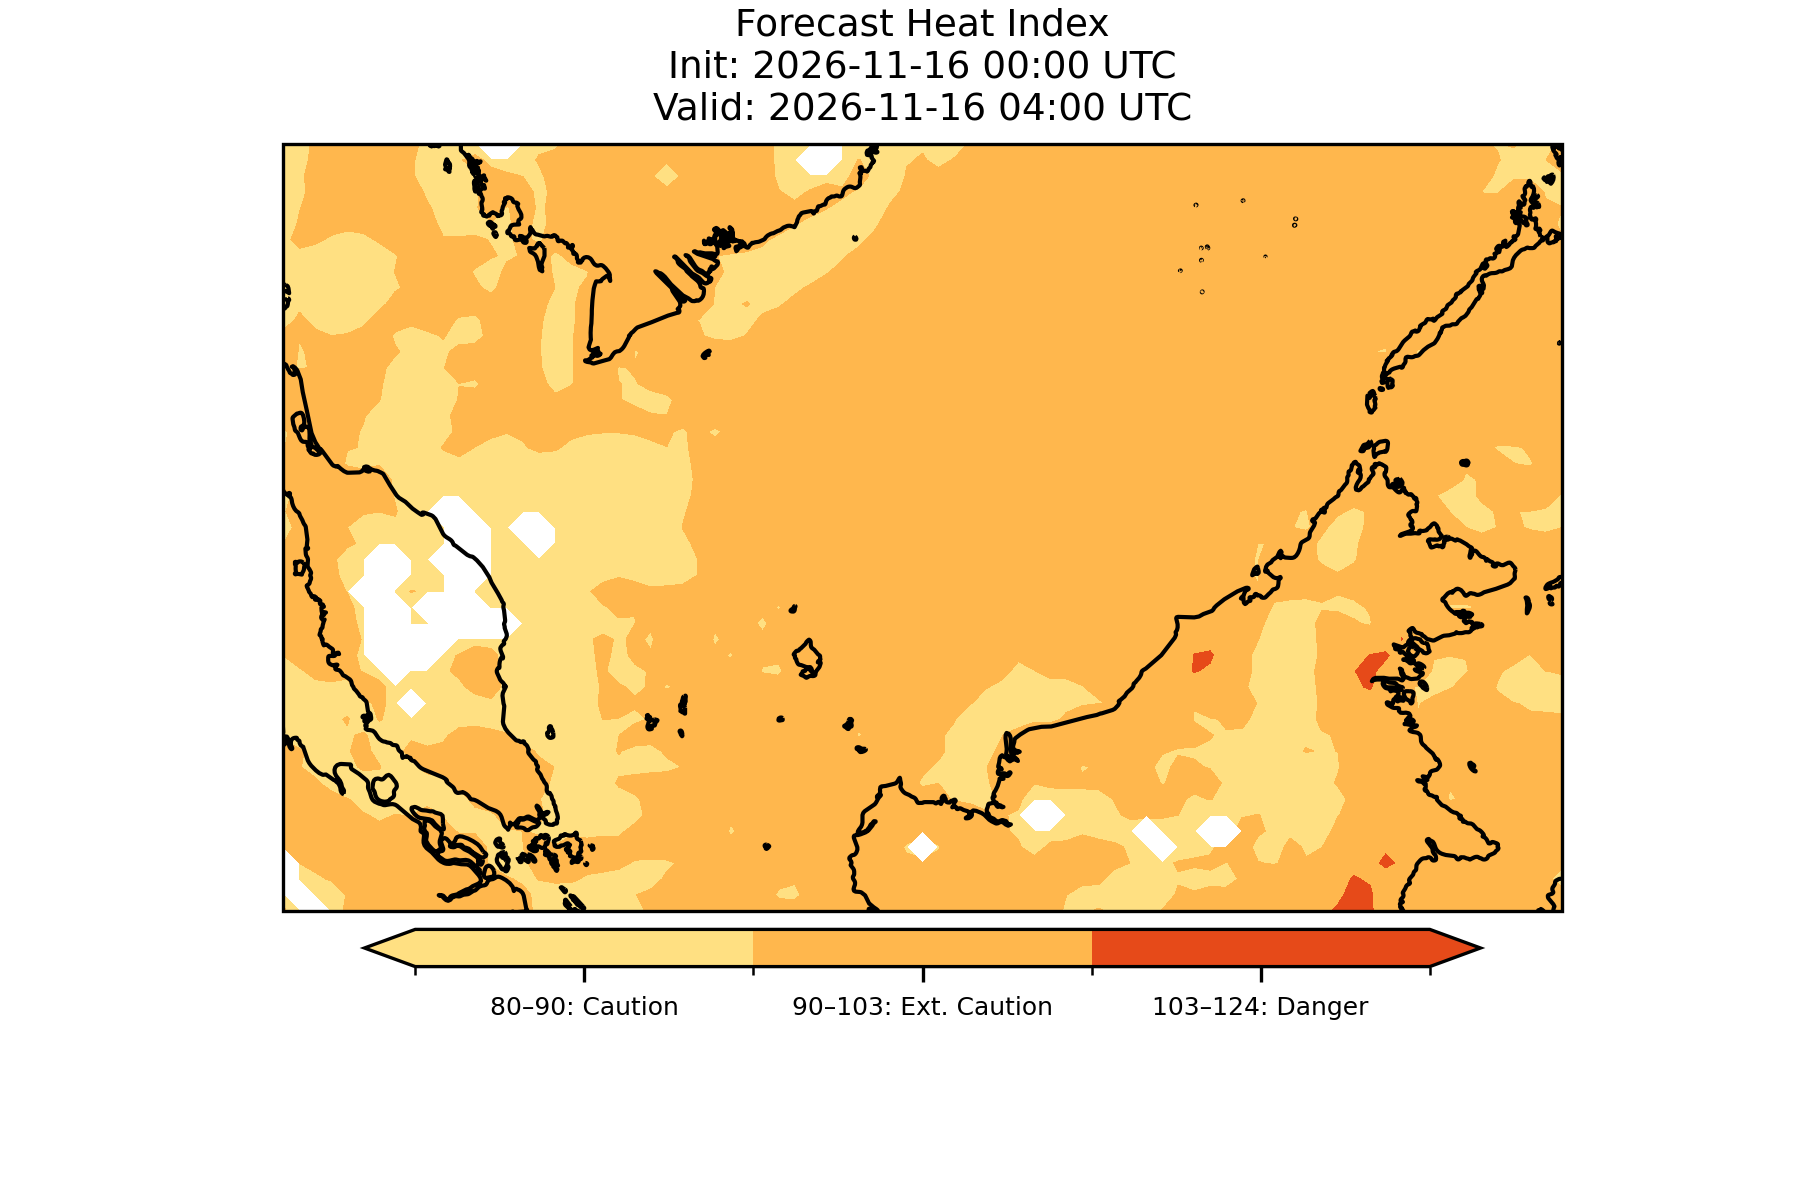 Forecast Heat Index
Init: 2026-11-16 00:00 UTC
Valid: 2026-11-16 04:00 UTC
80–90: Caution
90–103: Ext. Caution
103–124: Danger